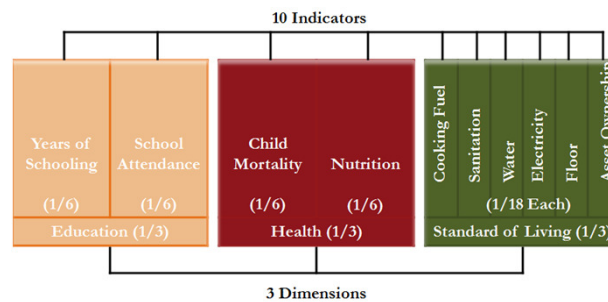 10 Indicators
Years of
Schooling
(1/6)
School
Attendance
(1/6)
Education (1/3)
Child
Mortality
(1/6)
Nutrition
(1/6)
Health (1/3)
Cooking Fuel
Sanitation
Water
Electricity
Floor
Asset Ownership
(1/18 Each)
Standard of Living (1/3)
3 Dimensions